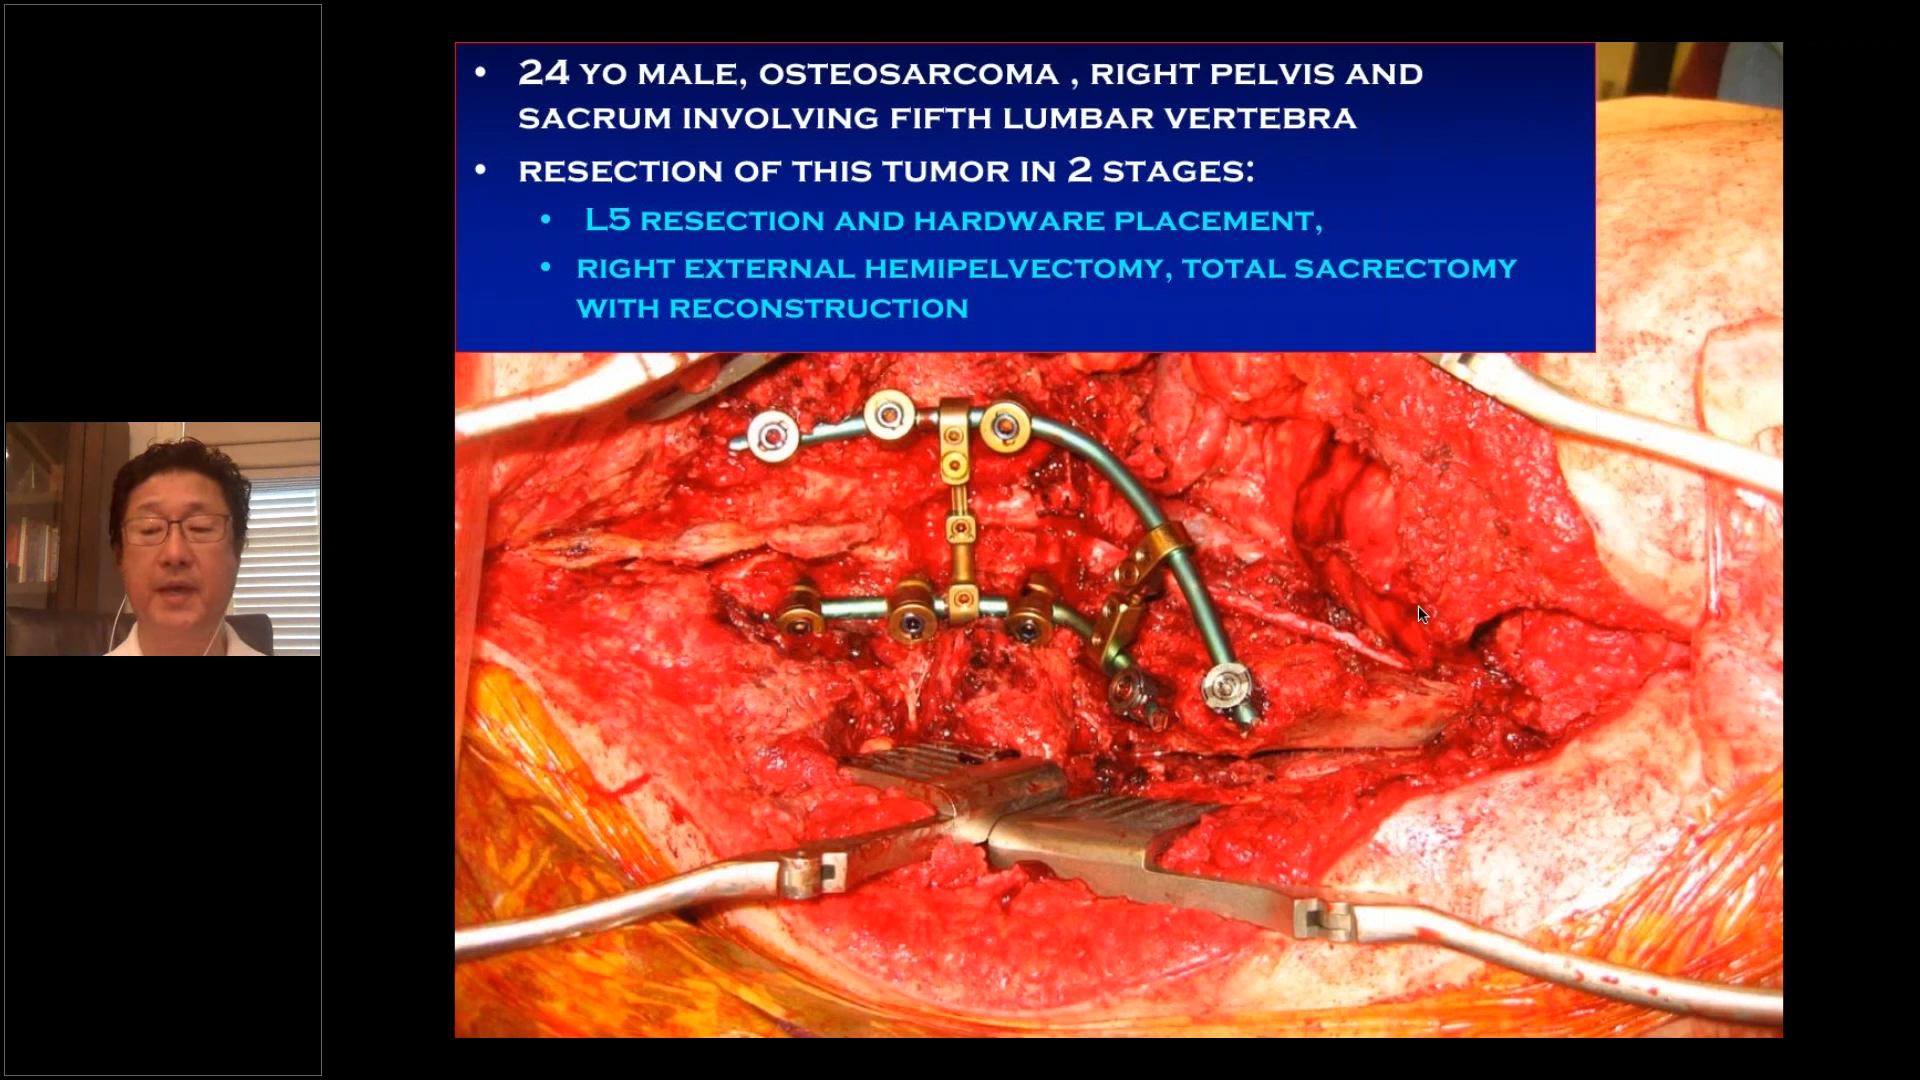 • 24 YO MALE, OSTEOSARCOMA , RIGHT PELVIS AND
SACRUM INVOLVING FIFTH LUMBAR VERTEBRA
• RESECTION OF THIS TUMOR IN 2 STAGES:
• L5 RESECTION AND HARDWARE PLACEMENT,
• RIGHT EXTERNAL HEMIPELVECTOMY, TOTAL SACRECTOMY
WITH RECONSTRUCTION